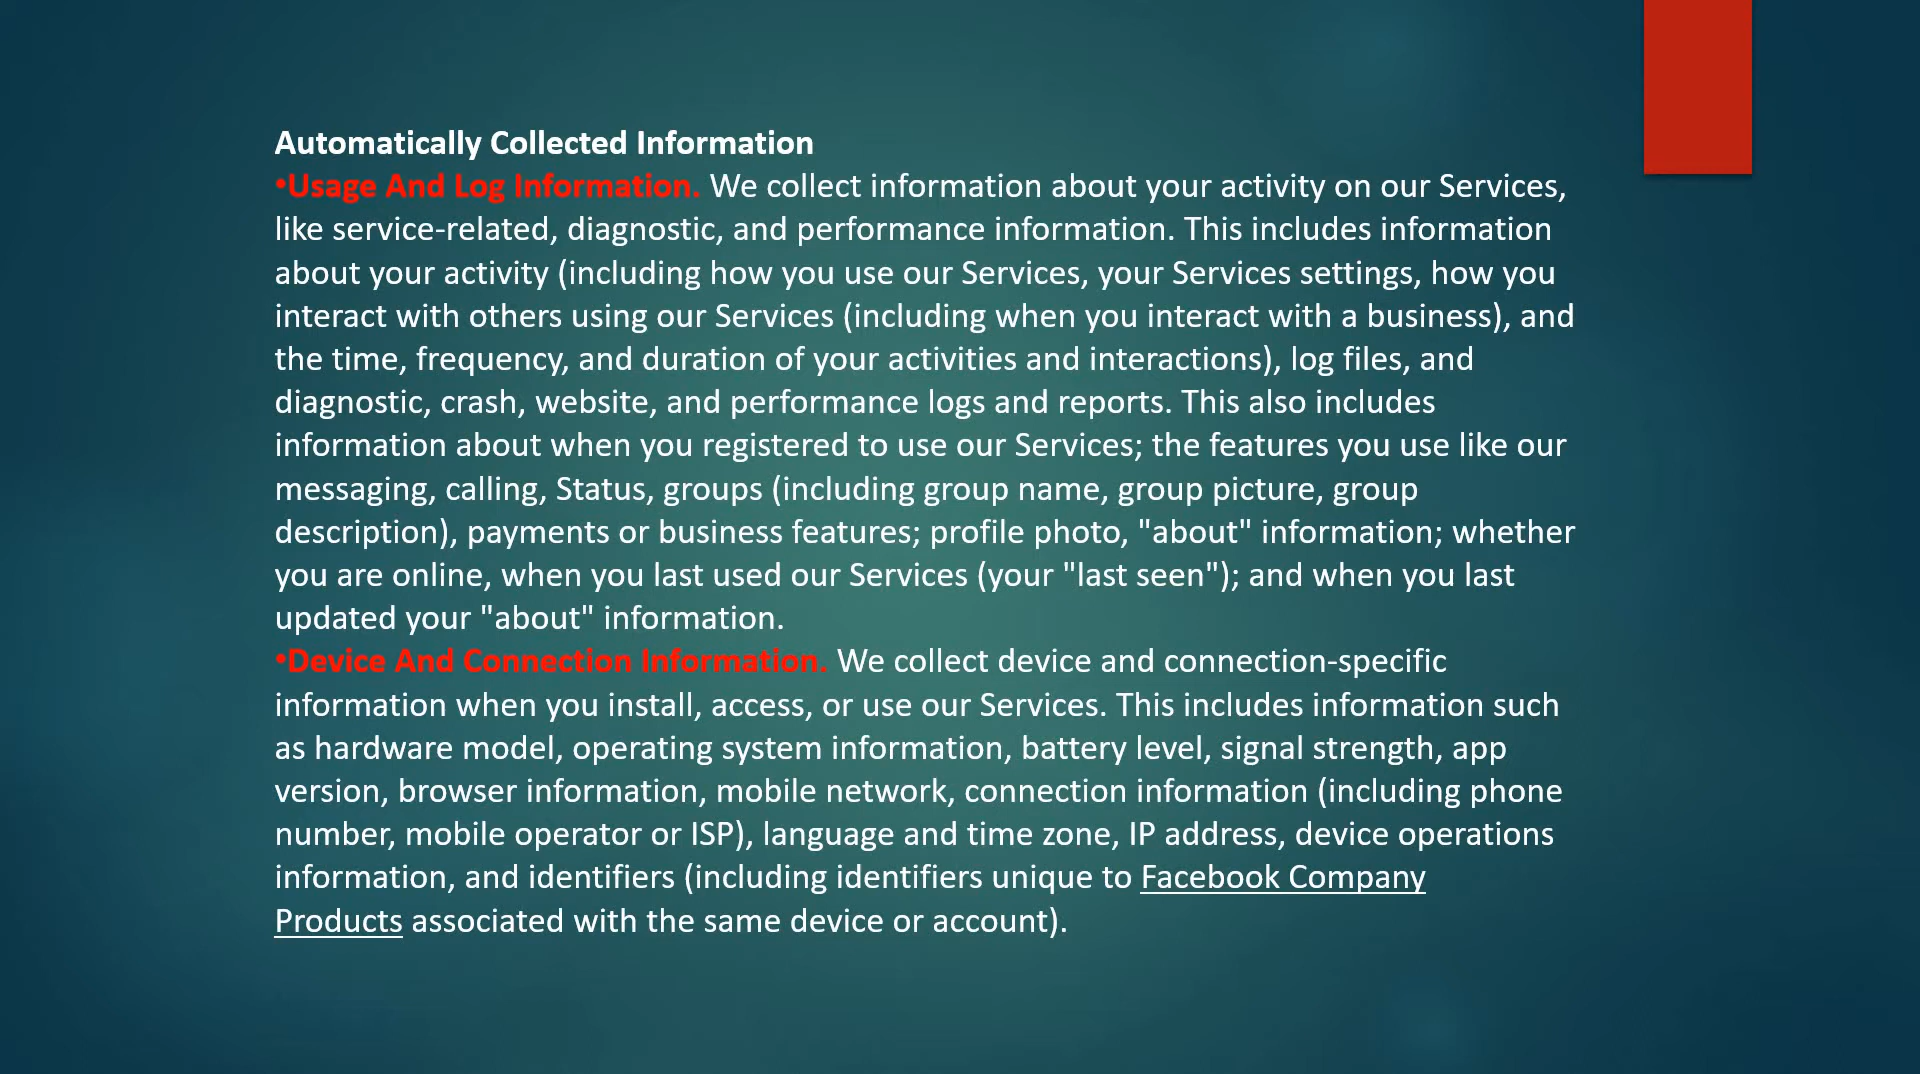 Automatically Collected Information
•Usage And Log Information. We collect information about your activity on our Services,
like service-related, diagnostic, and performance information. This includes information
about your activity (including how you use our Services, your Services settings, how you
interact with others using our Services (including when you interact with a business), and
the time, frequency, and duration of your activities and interactions), log files, and
diagnostic, crash, website, and performance logs and reports. This also includes
information about when you registered to use our Services; the features you use like our
messaging, calling, Status, groups (including group name, group picture, group
description), payments or business features; profile photo, "about" information; whether
you are online, when you last used our Services (your "last seen"); and when you last
updated your "about" information.
•Device And Connection Information. We collect device and connection-specific
information when you install, access, or use our Services. This includes information such
as hardware model, operating system information, battery level, signal strength, app
version, browser information, mobile network, connection information (including phone
number, mobile operator or ISP), language and time zone, IP address, device operations
information, and identifiers (including identifiers unique to Facebook Company
Products associated with the same device or account).